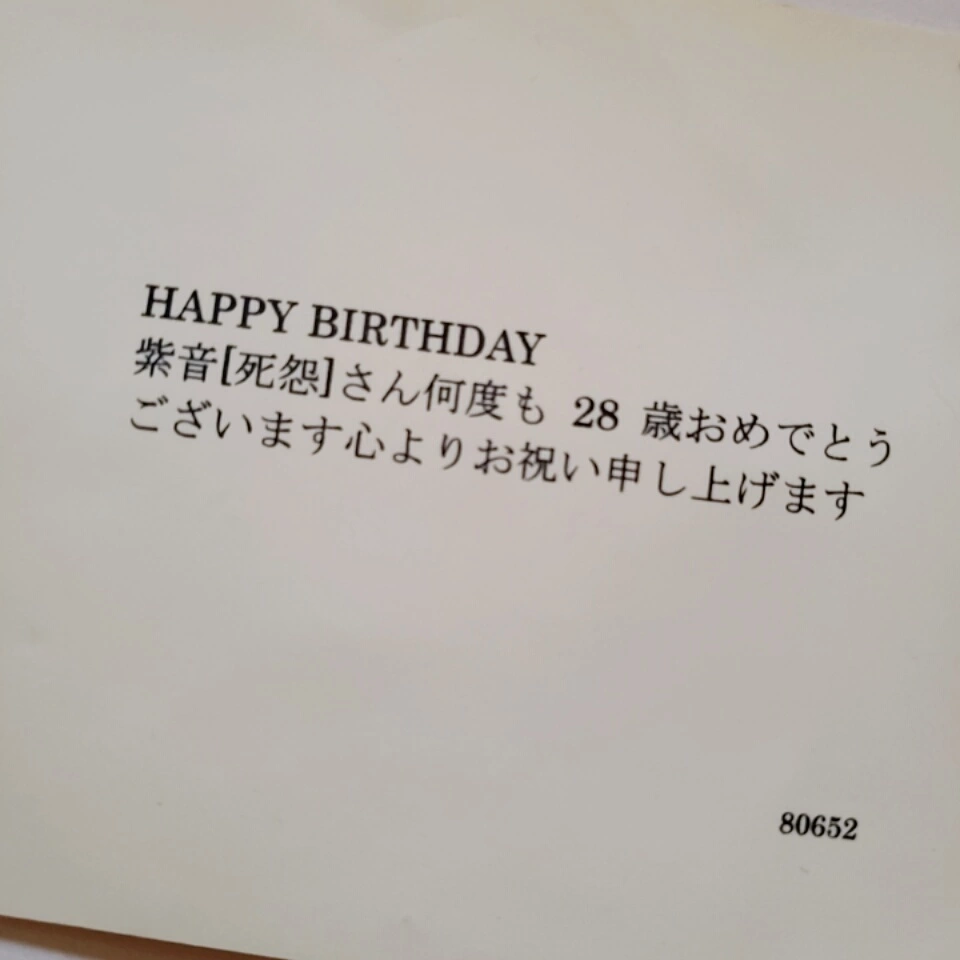 HAPPY BIRTHDAY
紫音[死怨]さん何度も 28 歳おめでとう
ございます心よりお祝い申し上げます
80652